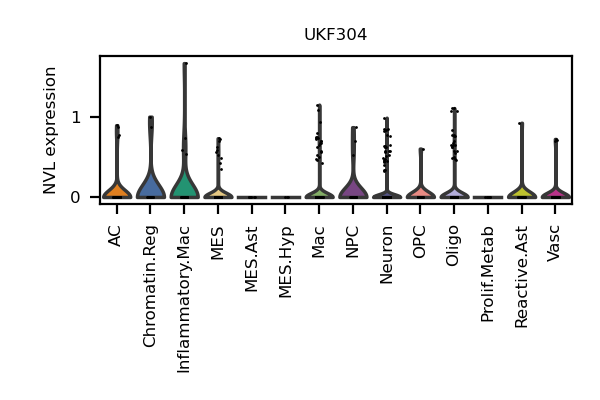 UKF304
NVL expression
1
0
AC
Chromatin.Reg
Inflammatory.Mac
MES
MES.Ast
MES.Hyp
Mac
NPC
Neuron
OPC
Oligo
Prolif.Metab
Reactive.Ast
Vasc